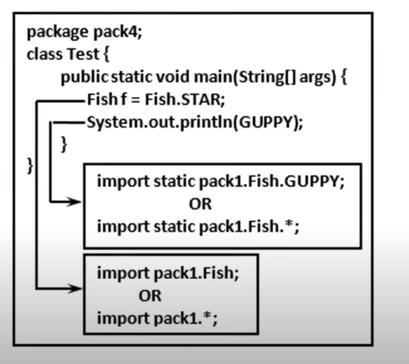 package pack4;
class Test {
public static void main(String[] args) {
Fish f = Fish.STAR;
System.out.println(GUPPY);
}
}
import static pack1.Fish.GUPPY;
OR
import static pack1.Fish.*;
import pack1.Fish;
OR
import pack1.*;